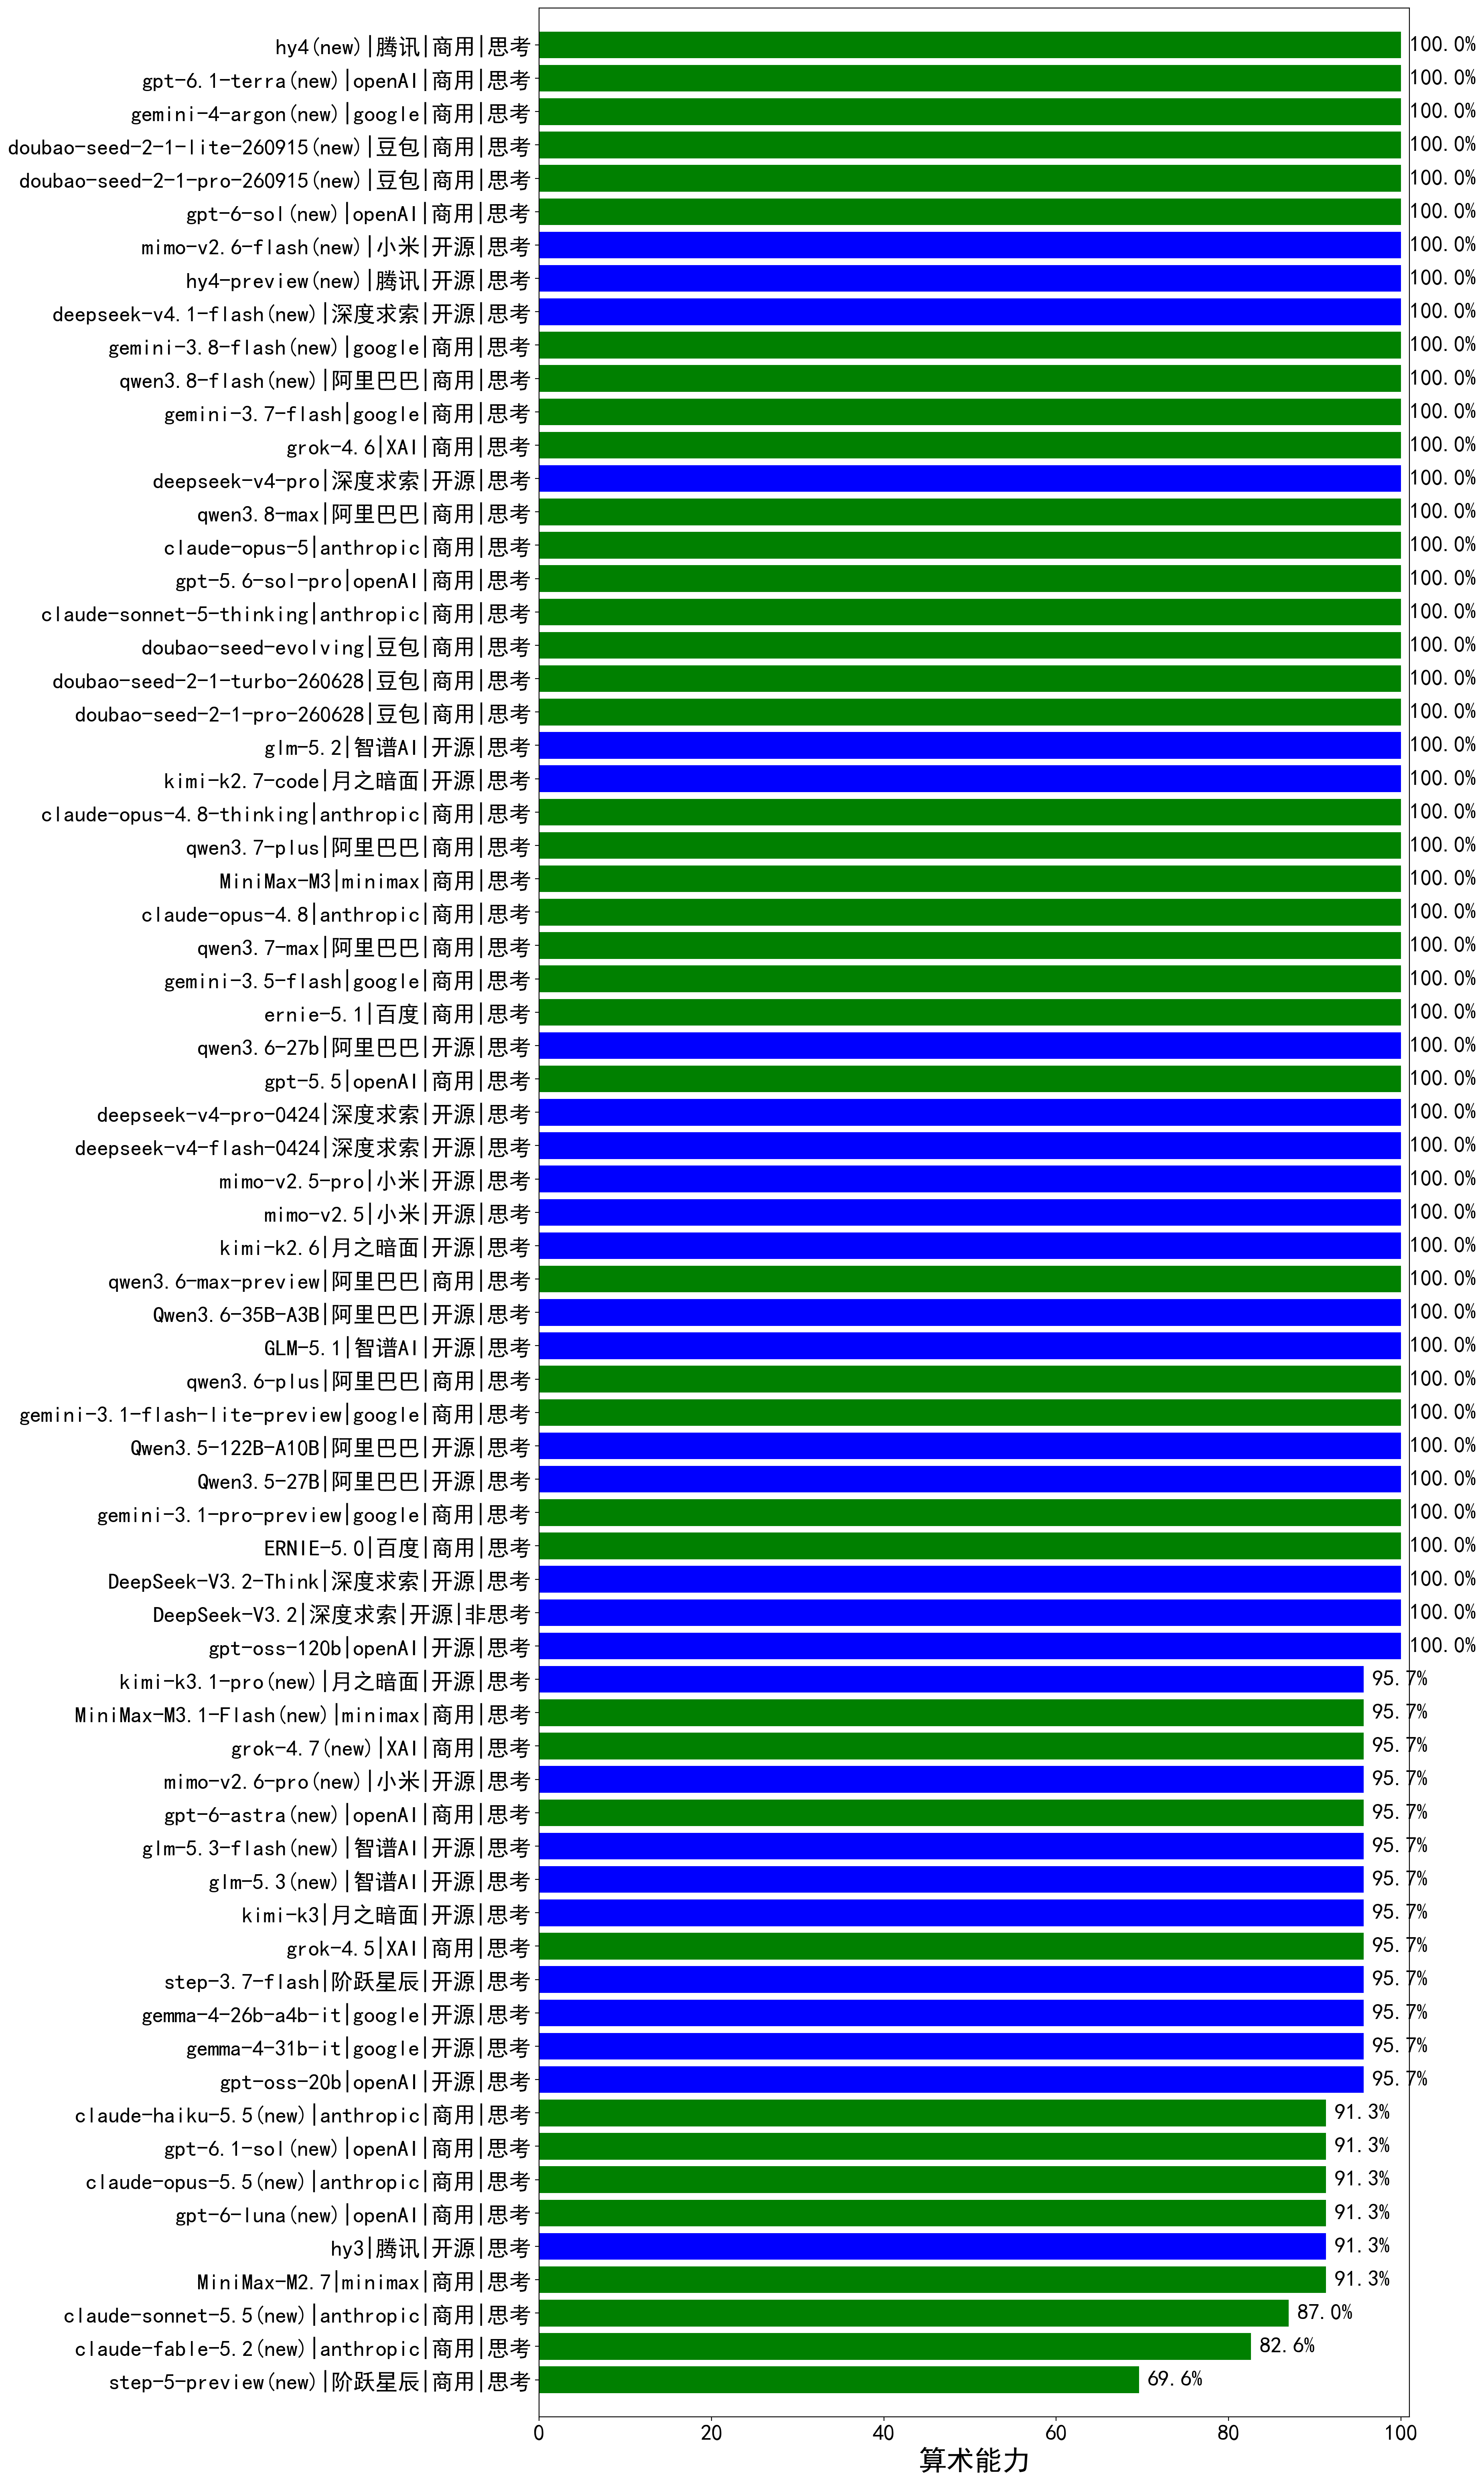 hy4(new)|腾讯|商用|思考 100.0%
gpt-6.1-terra(new)|openAI|商用|思考 100.0%
gemini-4-argon(new)|google|商用|思考 100.0%
doubao-seed-2-1-lite-260915(new)|豆包|商用|思考 100.0%
doubao-seed-2-1-pro-260915(new)|豆包|商用|思考 100.0%
gpt-6-sol(new)|openAI|商用|思考 100.0%
mimo-v2.6-flash(new)|小米|开源|思考 100.0%
hy4-preview(new)|腾讯|开源|思考 100.0%
deepseek-v4.1-flash(new)|深度求索|开源|思考 100.0%
gemini-3.8-flash(new)|google|商用|思考 100.0%
qwen3.8-flash(new)|阿里巴巴|商用|思考 100.0%
gemini-3.7-flash|google|商用|思考 100.0%
grok-4.6|XAI|商用|思考 100.0%
deepseek-v4-pro|深度求索|开源|思考 100.0%
qwen3.8-max|阿里巴巴|商用|思考 100.0%
claude-opus-5|anthropic|商用|思考 100.0%
gpt-5.6-sol-pro|openAI|商用|思考 100.0%
claude-sonnet-5-thinking|anthropic|商用|思考 100.0%
doubao-seed-evolving|豆包|商用|思考 100.0%
doubao-seed-2-1-turbo-260628|豆包|商用|思考 100.0%
doubao-seed-2-1-pro-260628|豆包|商用|思考 100.0%
glm-5.2|智谱AI|开源|思考 100.0%
kimi-k2.7-code|月之暗面|开源|思考 100.0%
claude-opus-4.8-thinking|anthropic|商用|思考 100.0%
qwen3.7-plus|阿里巴巴|商用|思考 100.0%
MiniMax-M3|minimax|商用|思考 100.0%
claude-opus-4.8|anthropic|商用|思考 100.0%
qwen3.7-max|阿里巴巴|商用|思考 100.0%
gemini-3.5-flash|google|商用|思考 100.0%
ernie-5.1|百度|商用|思考 100.0%
qwen3.6-27b|阿里巴巴|开源|思考 100.0%
gpt-5.5|openAI|商用|思考 100.0%
deepseek-v4-pro-0424|深度求索|开源|思考 100.0%
deepseek-v4-flash-0424|深度求索|开源|思考 100.0%
mimo-v2.5-pro|小米|开源|思考 100.0%
mimo-v2.5|小米|开源|思考 100.0%
kimi-k2.6|月之暗面|开源|思考 100.0%
qwen3.6-max-preview|阿里巴巴|商用|思考 100.0%
Qwen3.6-35B-A3B|阿里巴巴|开源|思考 100.0%
GLM-5.1|智谱AI|开源|思考 100.0%
qwen3.6-plus|阿里巴巴|商用|思考 100.0%
gemini-3.1-flash-lite-preview|google|商用|思考 100.0%
Qwen3.5-122B-A10B|阿里巴巴|开源|思考 100.0%
Qwen3.5-27B|阿里巴巴|开源|思考 100.0%
gemini-3.1-pro-preview|google|商用|思考 100.0%
ERNIE-5.0|百度|商用|思考 100.0%
DeepSeek-V3.2-Think|深度求索|开源|思考 100.0%
DeepSeek-V3.2|深度求索|开源|非思考 100.0%
gpt-oss-120b|openAI|开源|思考 100.0%
kimi-k3.1-pro(new)|月之暗面|开源|思考 95.7%
MiniMax-M3.1-Flash(new)|minimax|商用|思考 95.7%
grok-4.7(new)|XAI|商用|思考 95.7%
mimo-v2.6-pro(new)|小米|开源|思考 95.7%
gpt-6-astra(new)|openAI|商用|思考 95.7%
glm-5.3-flash(new)|智谱AI|开源|思考 95.7%
glm-5.3(new)|智谱AI|开源|思考 95.7%
kimi-k3|月之暗面|开源|思考 95.7%
grok-4.5|XAI|商用|思考 95.7%
step-3.7-flash|阶跃星辰|开源|思考 95.7%
gemma-4-26b-a4b-it|google|开源|思考 95.7%
gemma-4-31b-it|google|开源|思考 95.7%
gpt-oss-20b|openAI|开源|思考 95.7%
claude-haiku-5.5(new)|anthropic|商用|思考 91.3%
gpt-6.1-sol(new)|openAI|商用|思考 91.3%
claude-opus-5.5(new)|anthropic|商用|思考 91.3%
gpt-6-luna(new)|openAI|商用|思考 91.3%
hy3|腾讯|开源|思考 91.3%
MiniMax-M2.7|minimax|商用|思考 91.3%
claude-sonnet-5.5(new)|anthropic|商用|思考 87.0%
claude-fable-5.2(new)|anthropic|商用|思考 82.6%
step-5-preview(new)|阶跃星辰|商用|思考 69.6%
0 20 40 60 80 100
算术能力